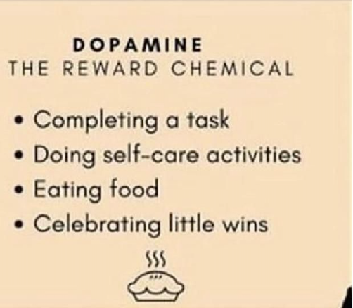 DOPAMINE
THE REWARD CHEMICAL
• Completing a task
• Doing self-care activities
• Eating food
• Celebrating little wins